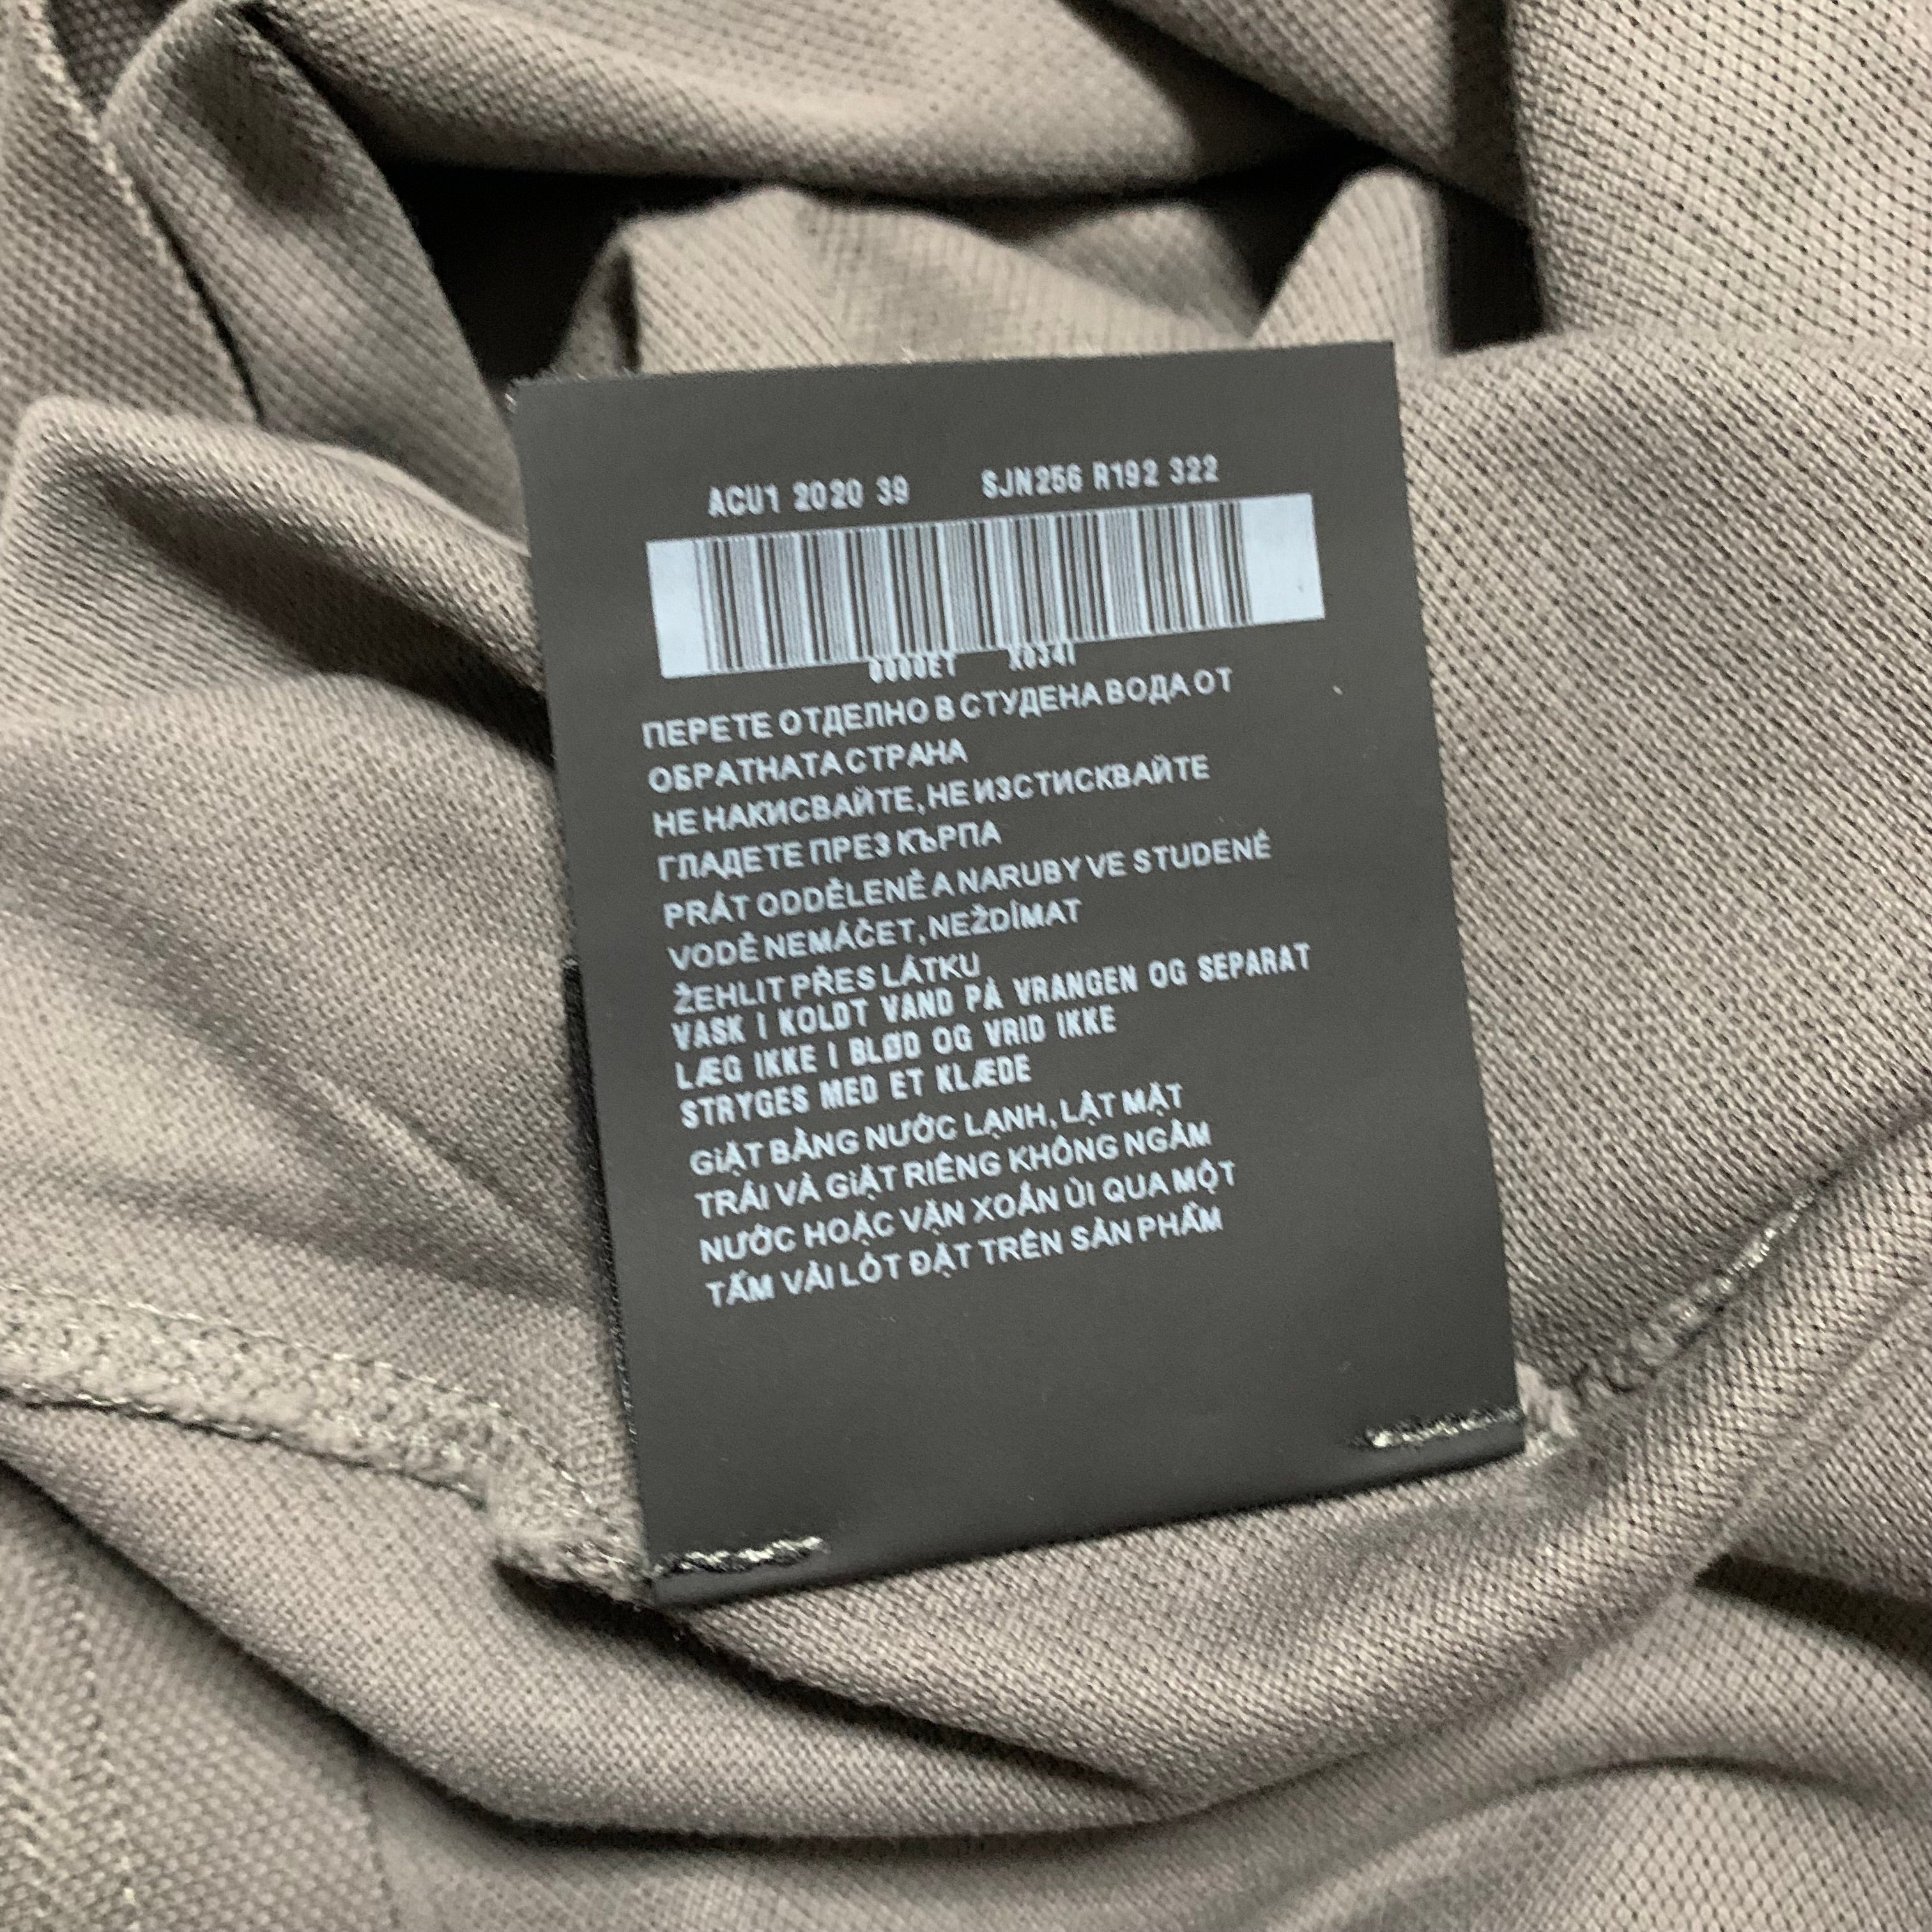 ACU1 2020 39 SJN256 R192 322
ПЕРЕТЕ ОТДЕЛНО В СТУДЕНА ВОДА ОТ
ОБРАТНАТА СТРАНА
НЕ НАКИСВАЙТЕ, НЕ ИЗСТИСКВАЙТЕ
ГЛАДЕТЕ ПРЕЗ КЪРПА
PRÁT ODDĚLENĚ A NARUBY VE STUDENÉ
VODĚ NEMÁČET, NEŽDÍMAT
ŽEHLIT PŘES LÁTKU
VASK I KOLDT VAND PÅ VRANGEN OG SEPARAT
LÆG IKKE I BLØD OG VRID IKKE
STRYGES MED ET KLÆDE
GiẶT BẰNG NƯỚC LẠNH, LẬT MẶT
TRÁI VÀ GiẶT RIÊNG KHÔNG NGÂM
NƯỚC HOẶC VẶN XOẮN ỦI QUA MỘT
TẤM VẢI LÓT ĐẶT TRÊN SẢN PHẨM